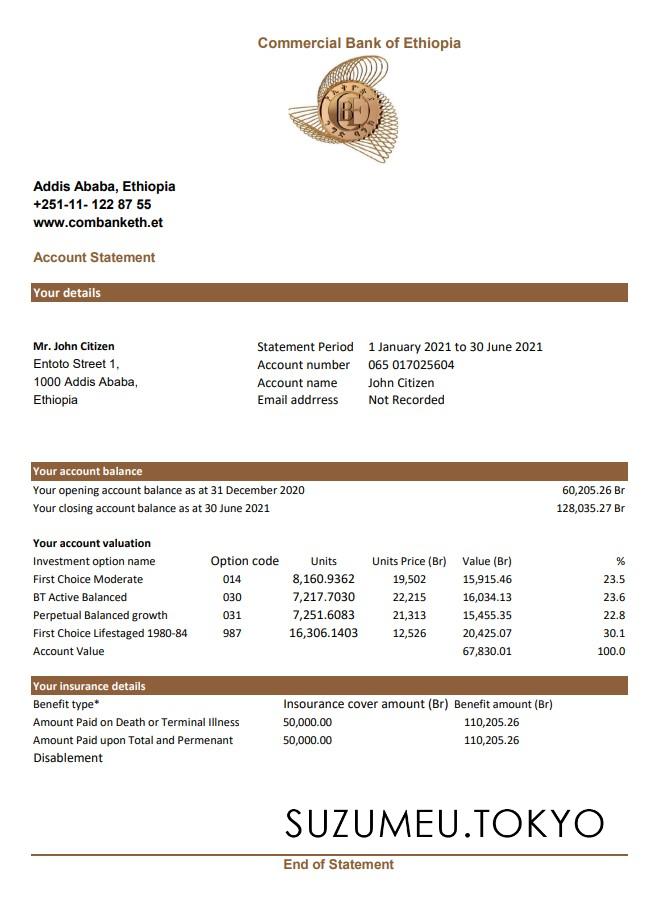 Commercial Bank of Ethiopia
Addis Ababa, Ethiopia
+251-11- 122 87 55
www.combanketh.et
Account Statement
Your details
Mr. John Citizen
Entoto Street 1,
1000 Addis Ababa,
Ethiopia
Statement Period 1 January 2021 to 30 June 2021
Account number 065 017025604
Account name John Citizen
Email addrress Not Recorded
Your account balance
Your opening account balance as at 31 December 2020 60,205.26 Br
Your closing account balance as at 30 June 2021 128,035.27 Br
Your account valuation
Investment option name Option code Units Units Price (Br) Value (Br) %
First Choice Moderate 014 8,160.9362 19,502 15,915.46 23.5
BT Active Balanced 030 7,217.7030 22,215 16,034.13 23.6
Perpetual Balanced growth 031 7,251.6083 21,313 15,455.35 22.8
First Choice Lifestaged 1980-84 987 16,306.1403 12,526 20,425.07 30.1
Account Value 67,830.01 100.0
Your insurance details
Benefit type* Insourance cover amount (Br) Benefit amount (Br)
Amount Paid on Death or Terminal Illness 50,000.00 110,205.26
Amount Paid upon Total and Permenant 50,000.00 110,205.26
Disablement
SUZUMEU.TOKYO
End of Statement